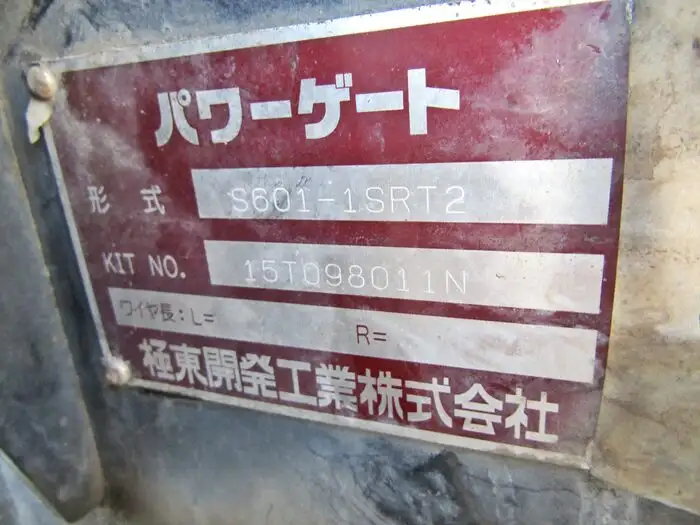 パワーゲート
形 式 S601-1SRT2
KIT NO. 15T098011N
ワイヤ長:L= R=
極東開発工業株式会社